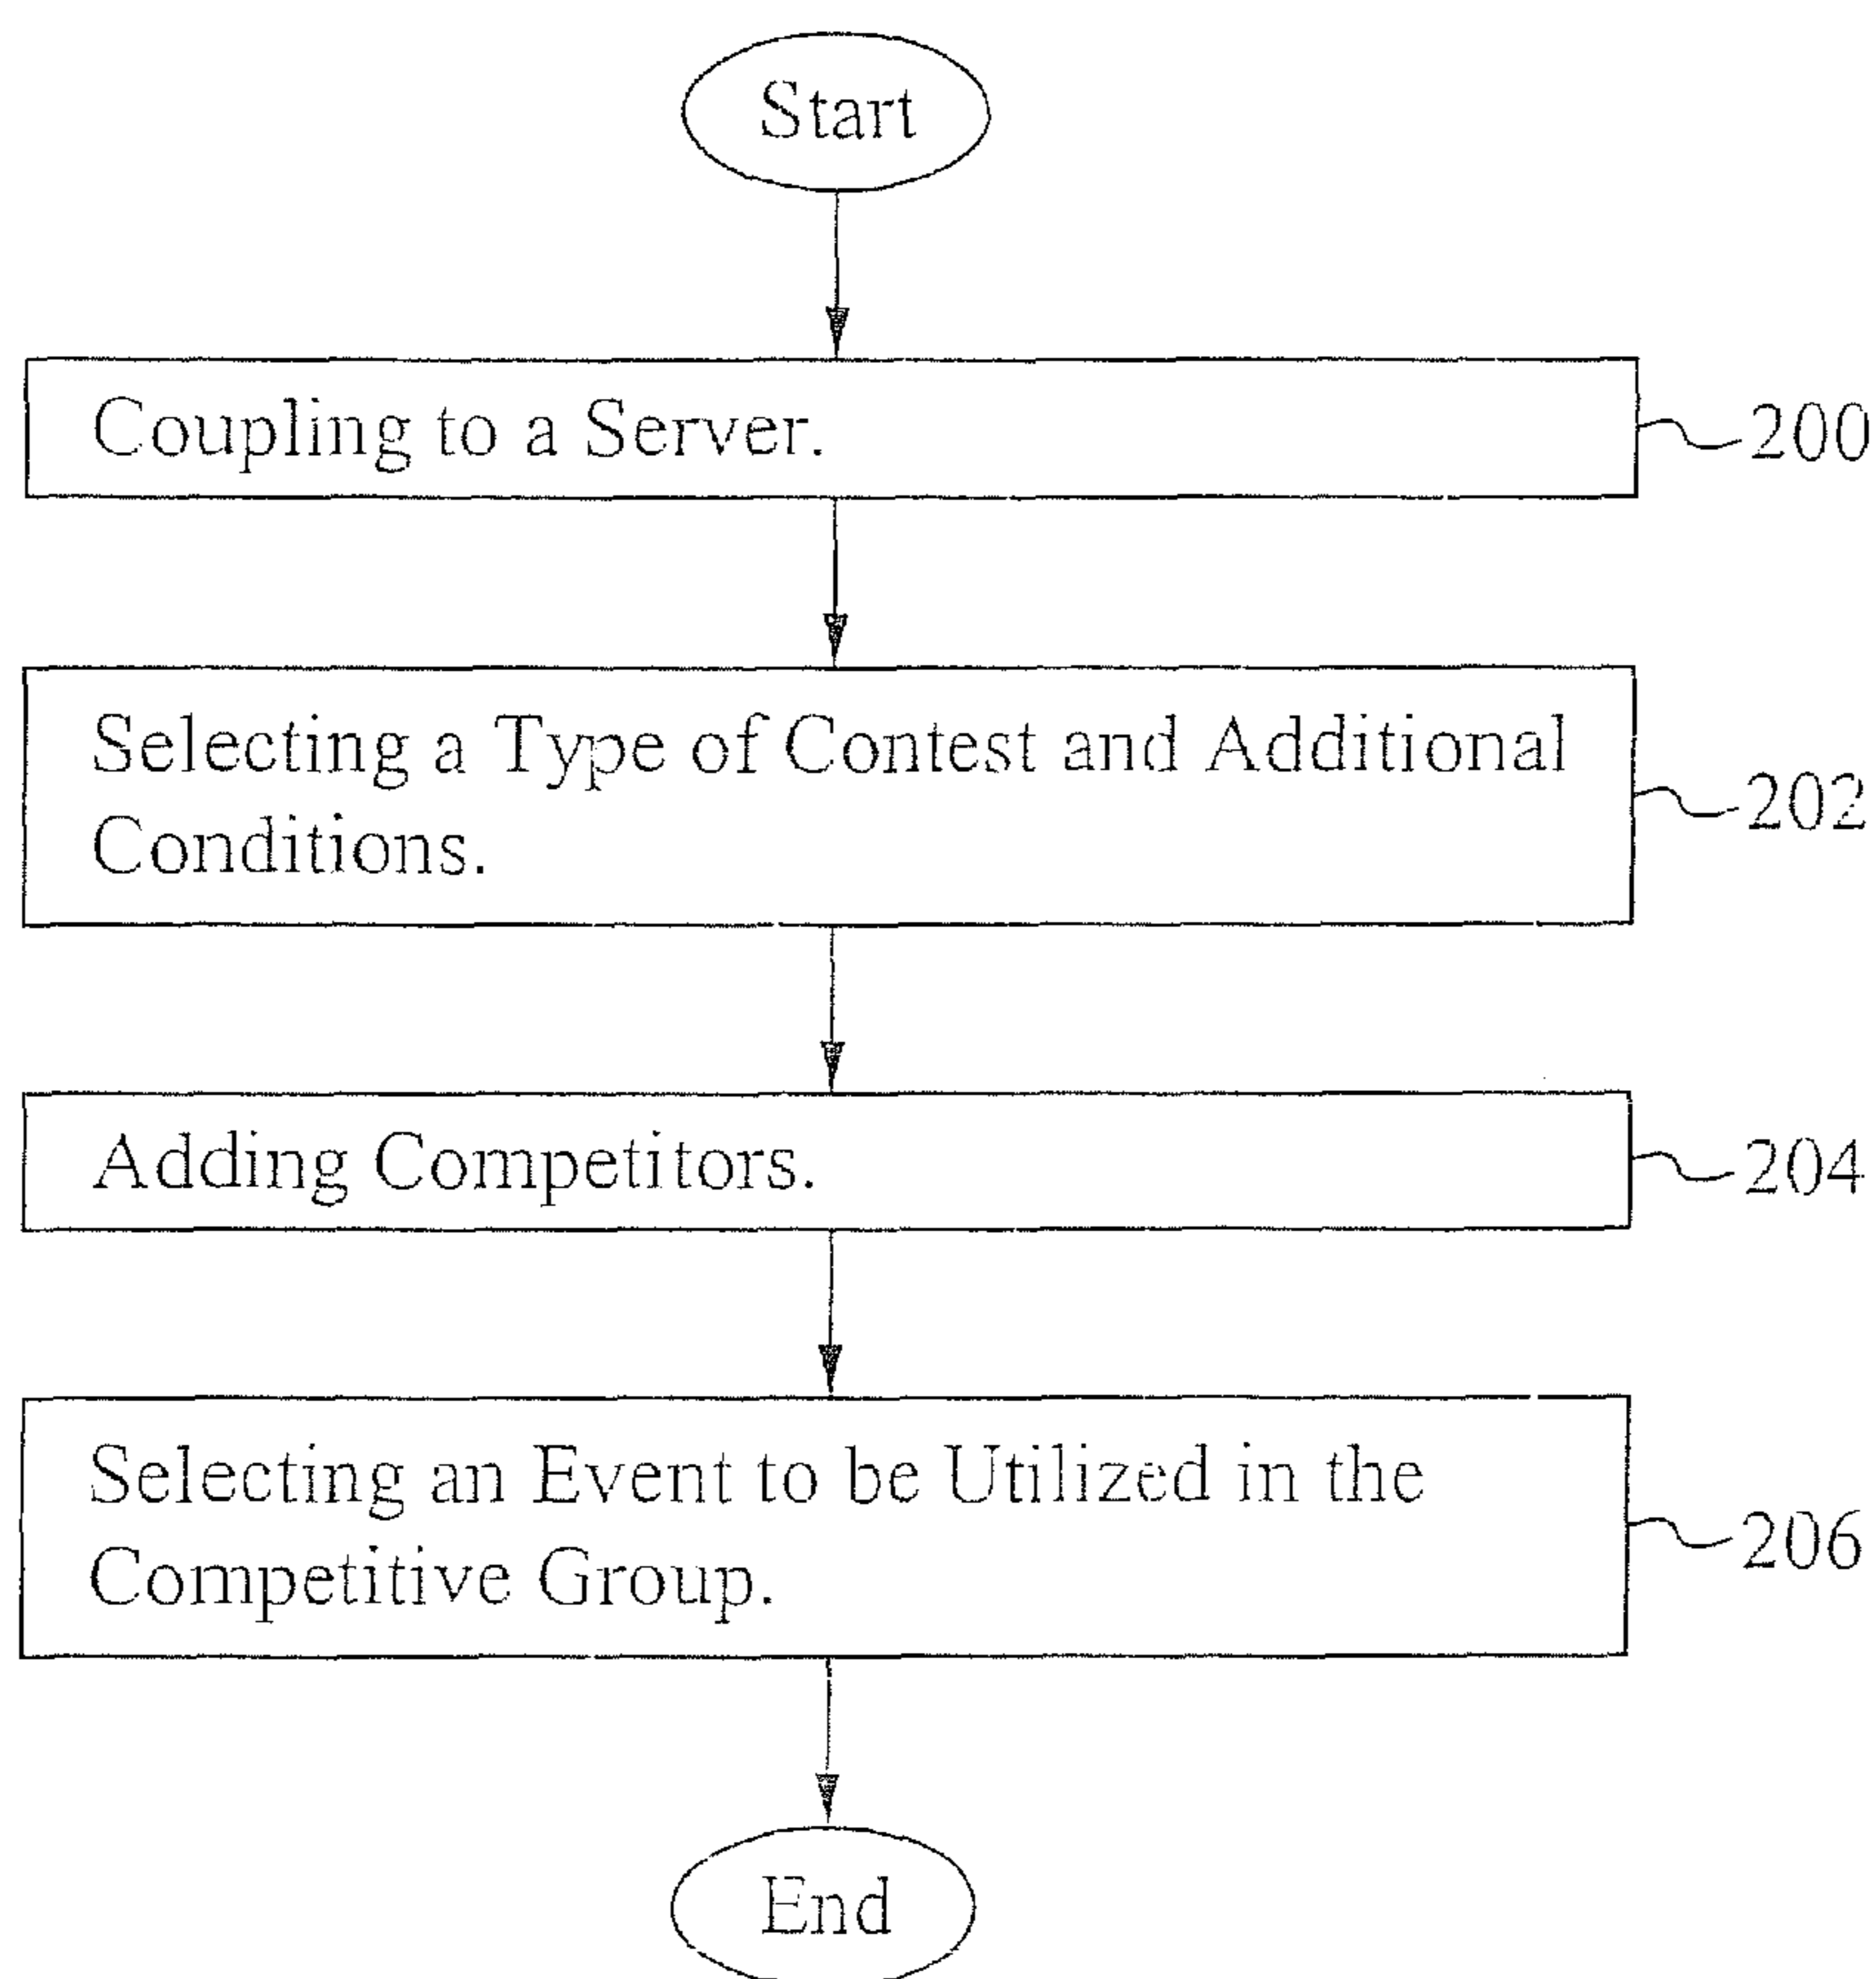 Start
Coupling to a Server.
200
Selecting a Type of Contest and Additional
Conditions.
202
Adding Competitors.
204
Selecting an Event to be Utilized in the
Competitive Group.
206
End